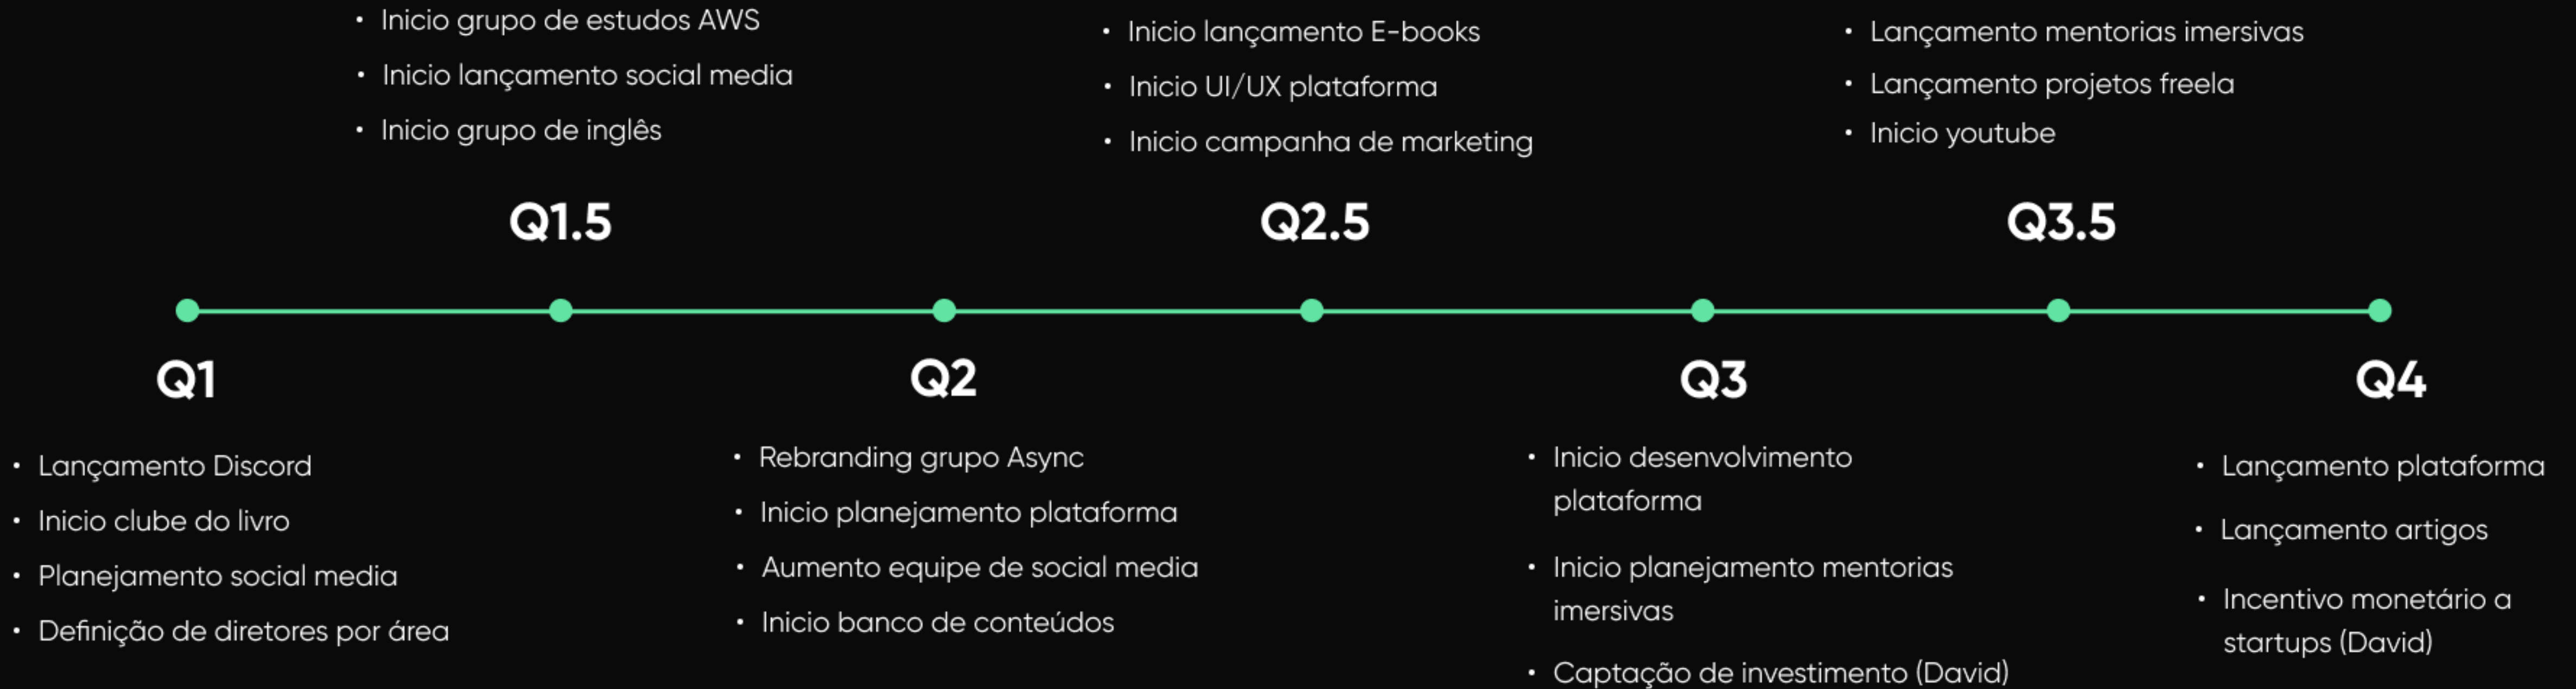 • Inicio grupo de estudos AWS
• Inicio lançamento social media
• Inicio grupo de inglês
Q1.5
• Inicio lançamento E-books
• Inicio UI/UX plataforma
• Inicio campanha de marketing
Q2.5
• Lançamento mentorias imersivas
• Lançamento projetos freela
• Inicio youtube
Q3.5
Q1
• Lançamento Discord
• Inicio clube do livro
• Planejamento social media
• Definição de diretores por área
Q2
• Rebranding grupo Async
• Inicio planejamento plataforma
• Aumento equipe de social media
• Inicio banco de conteúdos
Q3
• Inicio desenvolvimento
plataforma
• Inicio planejamento mentorias
imersivas
• Captação de investimento (David)
Q4
• Lançamento plataforma
• Lançamento artigos
• Incentivo monetário a
startups (David)